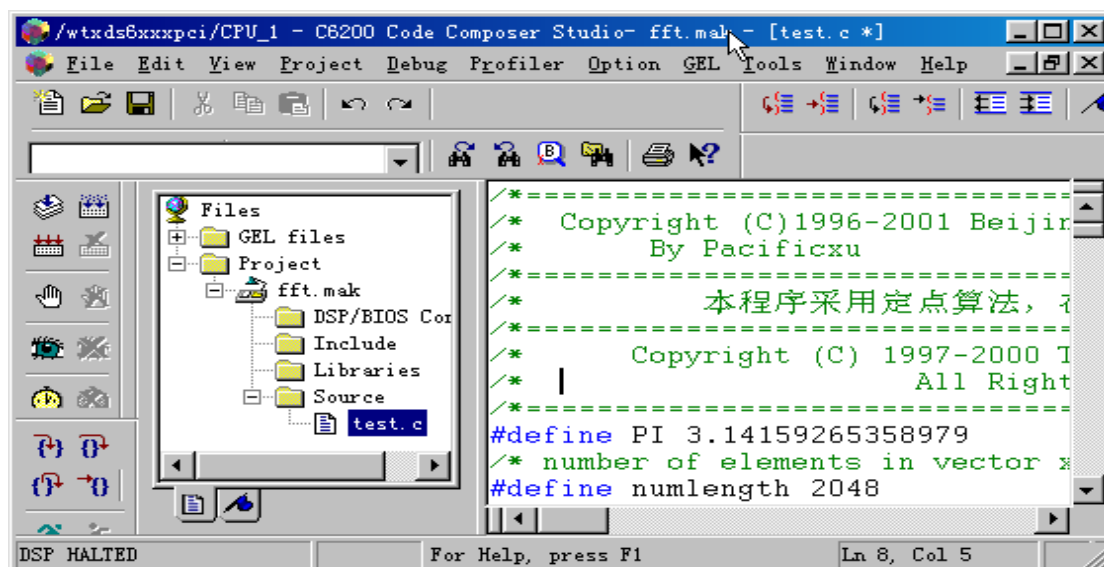 /wtxds6xxxpci/CPU_1 - C6200 Code Composer Studio- fft.mak - [test.c *]
File Edit View Project Debug Profiler Option GEL Tools Window Help
Files
GEL files
Project
fft.mak
DSP/BIOS Cor
Include
Libraries
Source
test.c
/*================================
/* Copyright (C)1996-2001 Beijin
/* By Pacificxu
/*================================
/* 本程序采用定点算法，
/*================================
/* Copyright (C) 1997-2000 T
/* All Right
/*================================
#define PI 3.14159265358979
/* number of elements in vector x
#define numlength 2048
DSP HALTED
For Help, press F1
Ln 8, Col 5